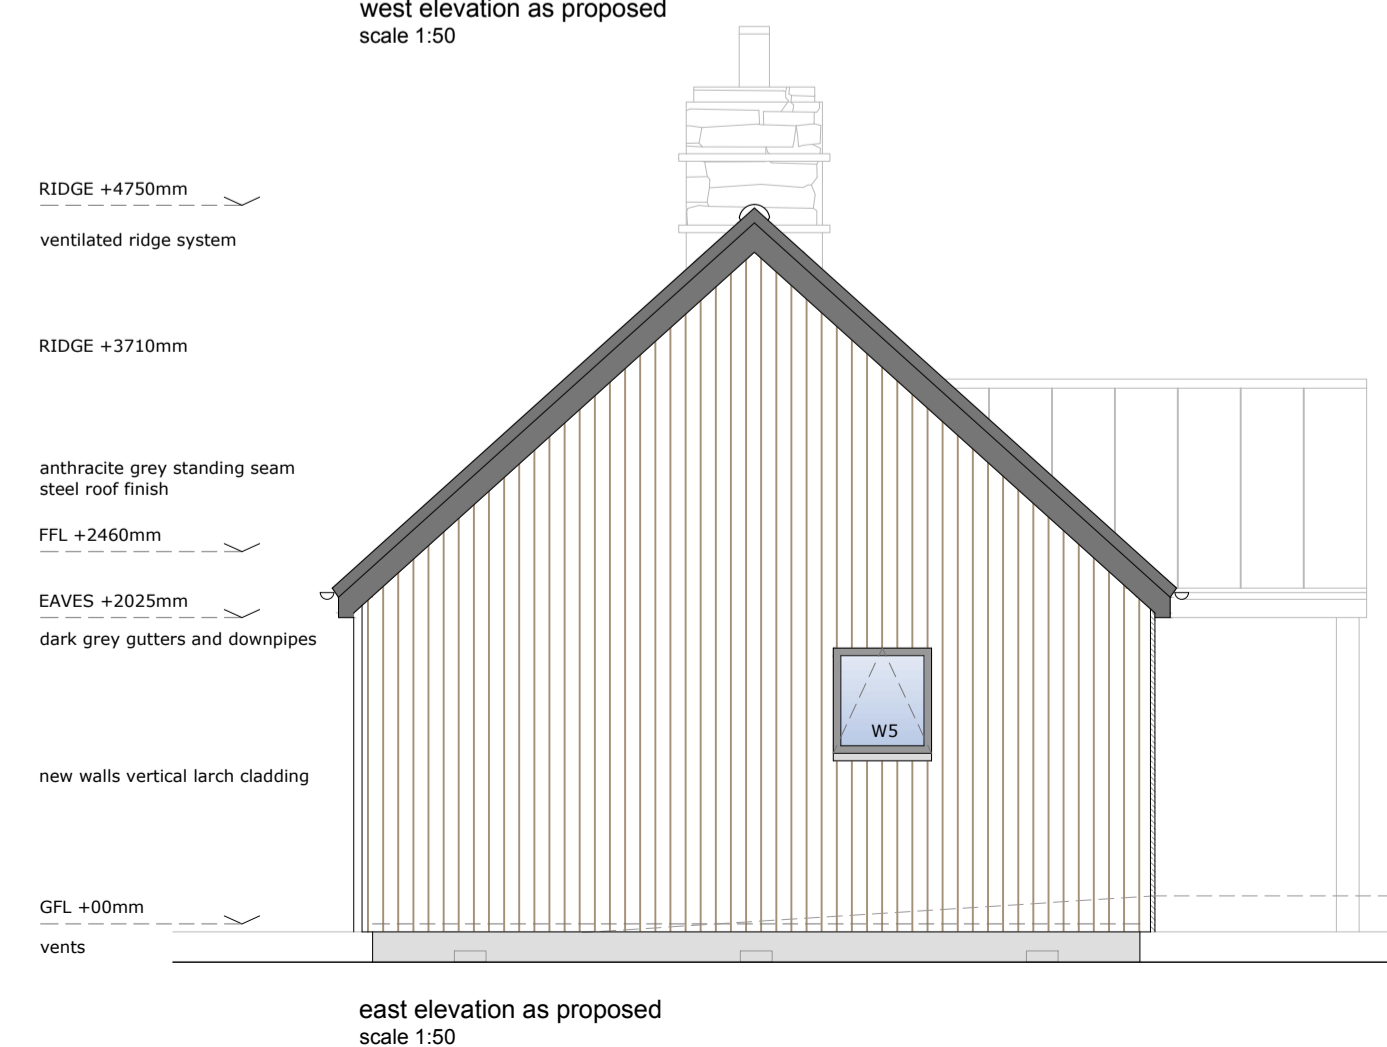 west elevation as proposed
scale 1:50
RIDGE +4750mm
ventilated ridge system
RIDGE +3710mm
anthracite grey standing seam
steel roof finish
FFL +2460mm
EAVES +2025mm
dark grey gutters and downpipes
W5
new walls vertical larch cladding
GFL +00mm
vents
east elevation as proposed
scale 1:50